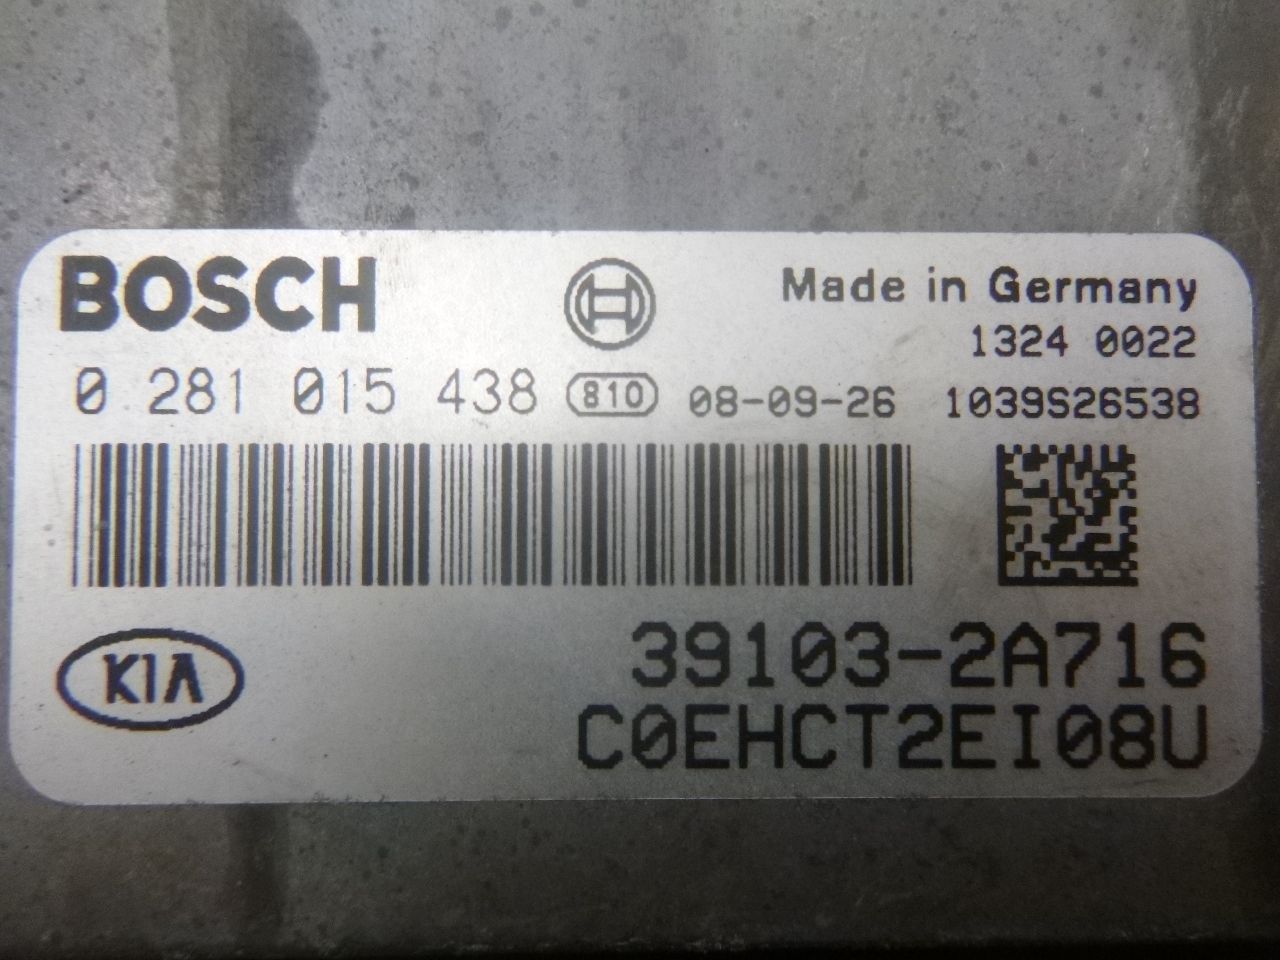 BOSCH
Made in Germany
1324 0022
0 281 015 438 810 08-09-26 1039S26538
KIA
39103-2A716
C0EHCT2EI08U